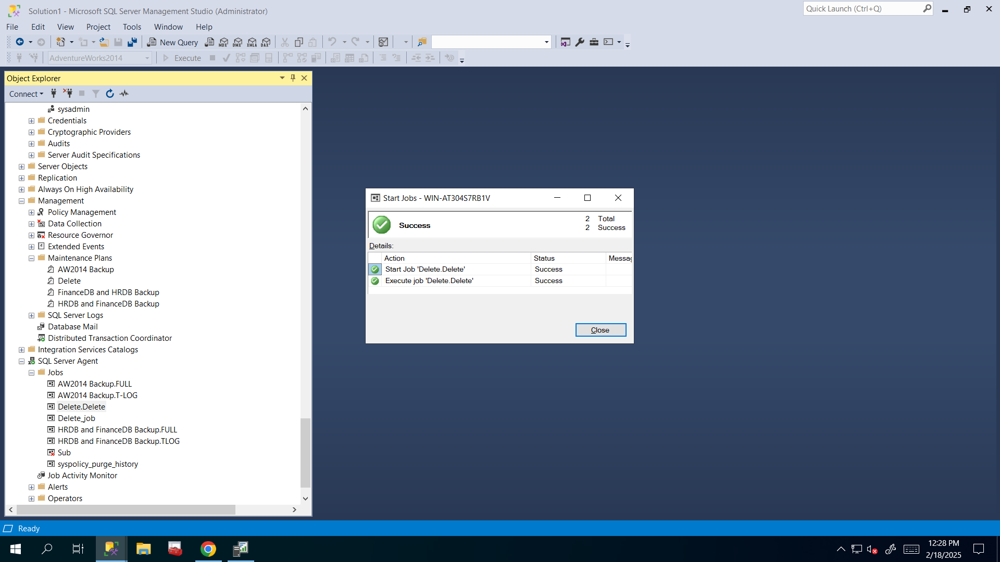 Solution1 - Microsoft SQL Server Management Studio (Administrator)
Quick Launch (Ctrl+Q)
File Edit View Project Tools Window Help
New Query MDX DMX XMLA DAX
AdventureWorks2014 Execute
Object Explorer
Connect
sysadmin
Credentials
Cryptographic Providers
Audits
Server Audit Specifications
Server Objects
Replication
Always On High Availability
Management
Policy Management
Data Collection
Resource Governor
Extended Events
Maintenance Plans
AW2014 Backup
Delete
FinanceDB and HRDB Backup
HRDB and FinanceDB Backup
SQL Server Logs
Database Mail
Distributed Transaction Coordinator
Integration Services Catalogs
SQL Server Agent
Jobs
AW2014 Backup.FULL
AW2014 Backup.T-LOG
Delete.Delete
Delete_job
HRDB and FinanceDB Backup.FULL
HRDB and FinanceDB Backup.TLOG
Sub
syspolicy_purge_history
Job Activity Monitor
Alerts
Operators
Start Jobs - WIN-AT304S7RB1V
Success
2 Total
2 Success
Details:
Action Status Messag
Start Job 'Delete.Delete' Success
Execute job 'Delete.Delete' Success
Close
Ready
12:28 PM
2/18/2025